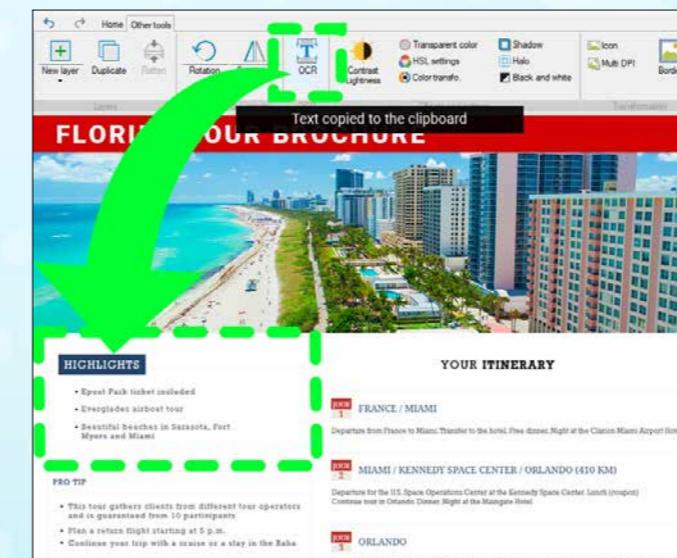 Home Other tools
New layer Duplicate Flatten Rotation OCR Contrast Lightness
Transparent color
HSL settings
Color transfo.
Shadow
Halo
Black and white
Icon
Multi DPI
Layers
Text copied to the clipboard
BROCHURE
HIGHLIGHTS
• Epcot Park ticket included
• Everglades airboat tour
• Beautiful beaches in Sarasota, Fort
Myers and Miami
PRO TIP
• This tour gathers clients from different tour operators
and is guaranteed from 10 participants
• Plan a return flight starting at 5 p.m.
• Continue your trip with a cruise or a stay in the Baha
YOUR ITINERARY
JOUR 1 FRANCE / MIAMI
Departure from France to Miami. Transfer to the hotel. Free dinner. Night at the Clarion Miami Airport
JOUR 2 MIAMI / KENNEDY SPACE CENTER / ORLANDO (410 KM)
Departure for the U.S. Space Operations Center at the Kennedy Space Center. Lunch (coupon)
Continue tour in Orlando. Dinner. Night at the Maingate Hotel
JOUR 3 ORLANDO